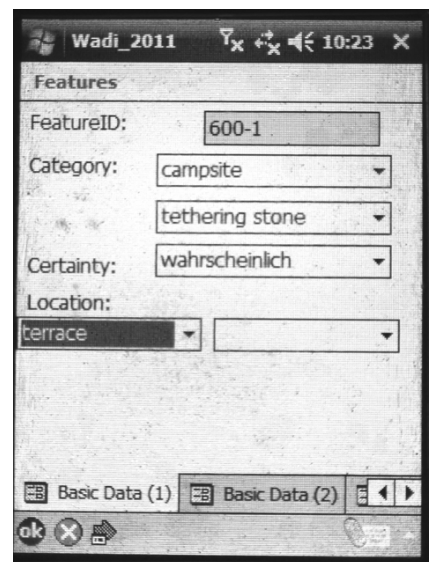 Wadi_2011 10:23
Features
FeatureID: 600-1
Category: campsite
tethering stone
Certainty: wahrscheinlich
Location:
terrace
Basic Data (1) Basic Data (2)
ok